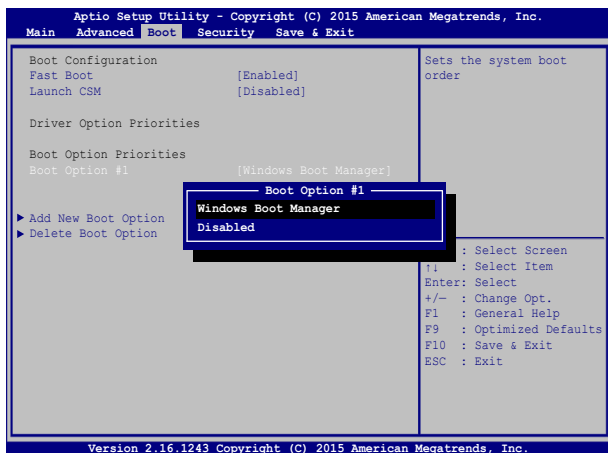 Aptio Setup Utility - Copyright (C) 2015 American Megatrends, Inc.
Main Advanced Boot Security Save & Exit
Boot Configuration
Fast Boot [Enabled]
Launch CSM [Disabled]
Driver Option Priorities
Boot Option Priorities
Boot Option #1 [Windows Boot Manager]
Add New Boot Option
Delete Boot Option
Boot Option #1
Windows Boot Manager
Disabled
Sets the system boot
order
: Select Screen
↑↓ : Select Item
Enter: Select
+/— : Change Opt.
F1 : General Help
F9 : Optimized Defaults
F10 : Save & Exit
ESC : Exit
Version 2.16.1243 Copyright (C) 2015 American Megatrends, Inc.